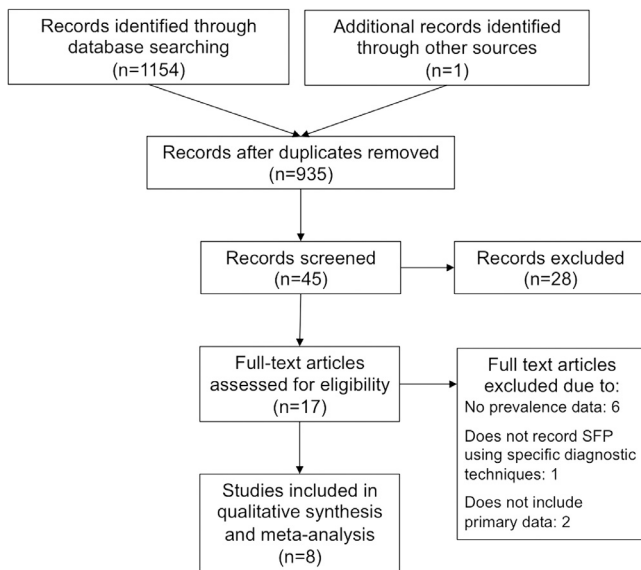 Records identified through
database searching
(n=1154)
Additional records identified
through other sources
(n=1)
Records after duplicates removed
(n=935)
Records screened
(n=45)
Records excluded
(n=28)
Full-text articles
assessed for eligibility
(n=17)
Full text articles
excluded due to:
No prevalence data: 6
Does not record SFP
using specific diagnostic
techniques: 1
Does not include
primary data: 2
Studies included in
qualitative synthesis
and meta-analysis
(n=8)